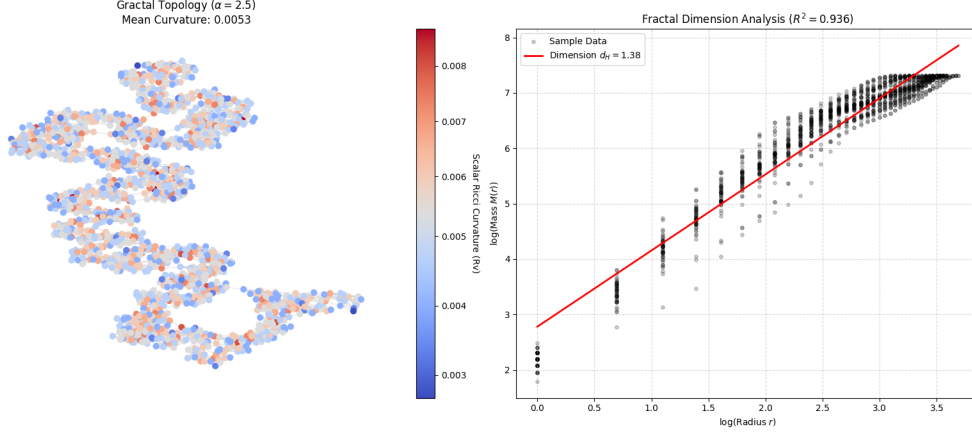 Gractal Topology (α = 2.5)
Mean Curvature: 0.0053
0.008
0.007
0.006
0.005
0.004
0.003
Scalar Ricci Curvature (Rv)
Fractal Dimension Analysis (R² = 0.936)
Sample Data
Dimension d_H = 1.38
8
7
6
5
4
3
2
log(Mass M)(r)
0.0 0.5 1.0 1.5 2.0 2.5 3.0 3.5
log(Radius r)